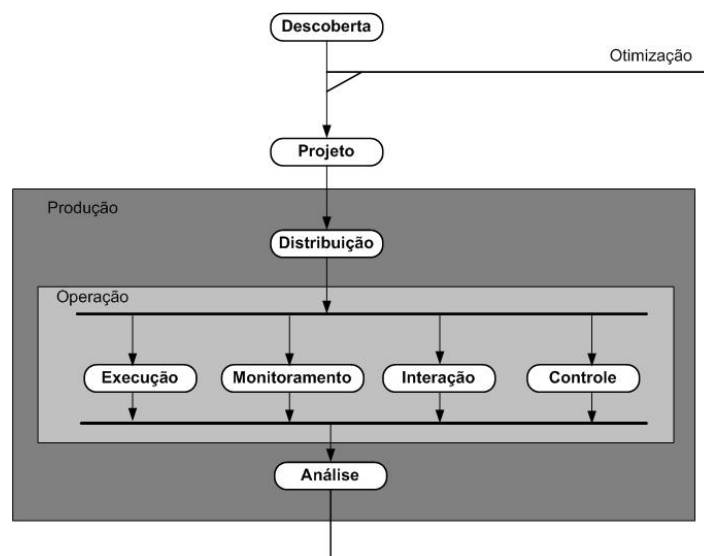 Descoberta
Otimização
Projeto
Produção
Distribuição
Operação
Execução
Monitoramento
Interação
Controle
Análise